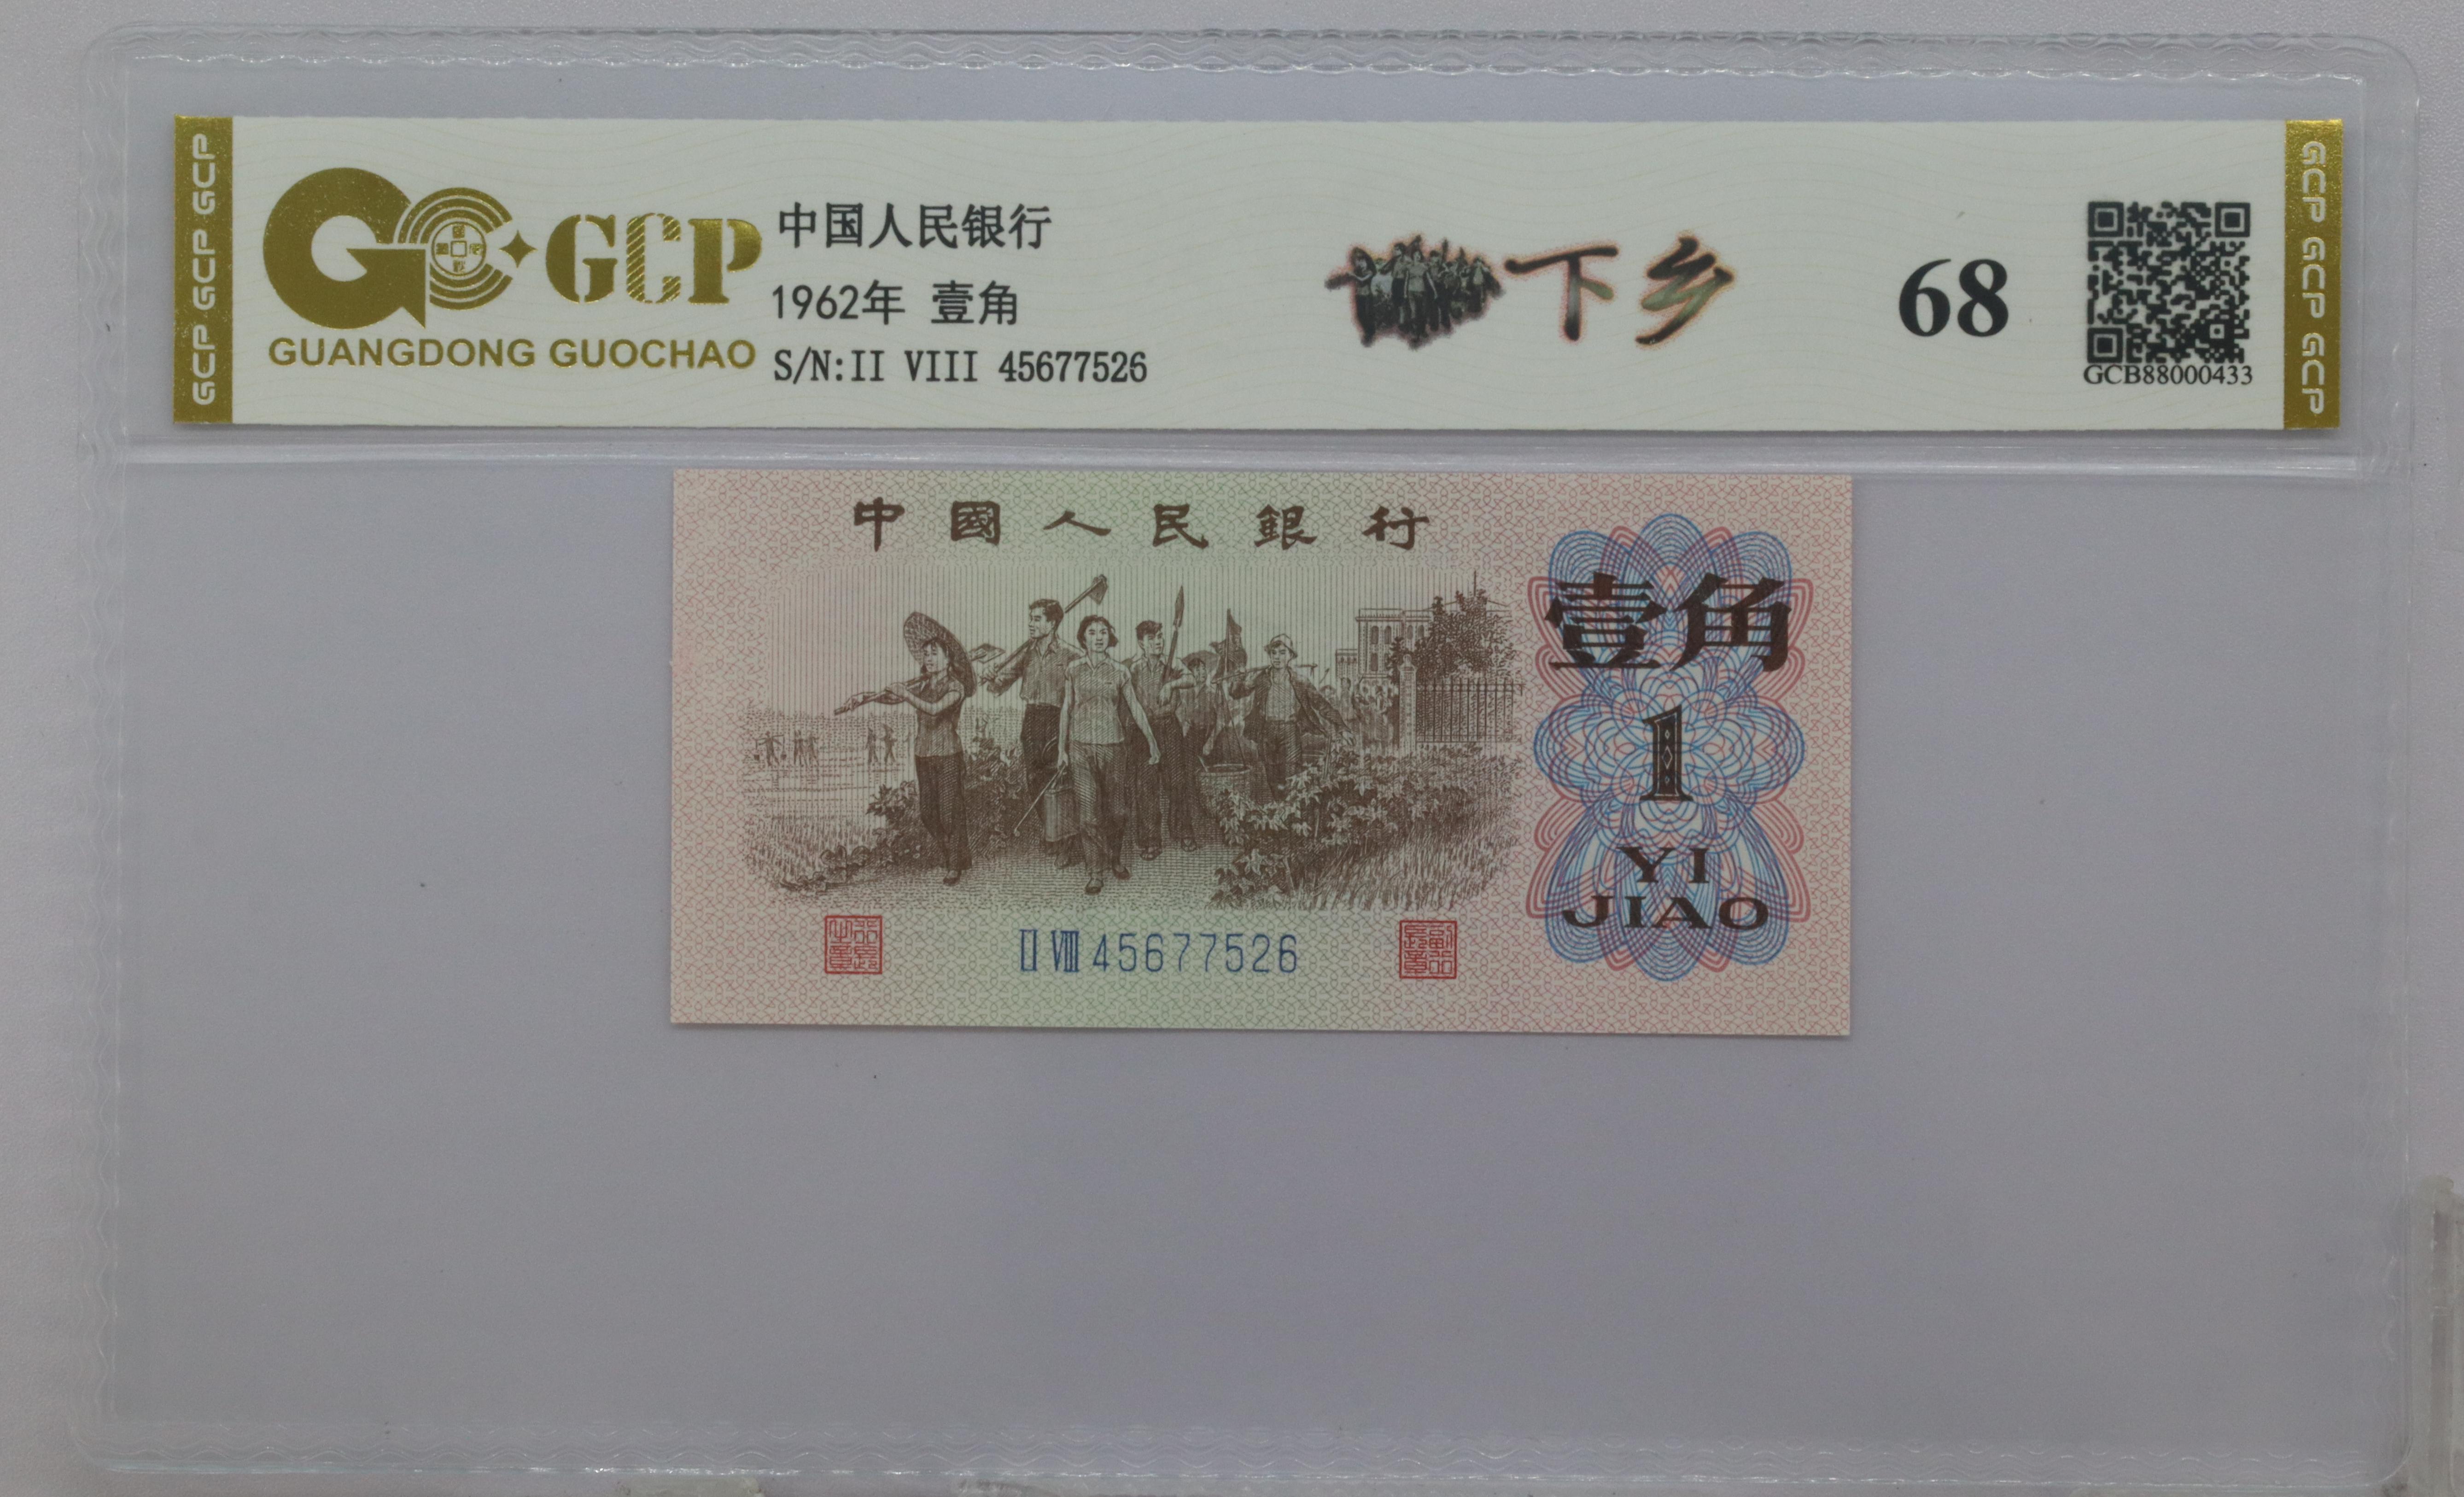 GCP GCP GCP
GCP
GUANGDONG GUOCHAO
中国人民银行
1962年 壹角
S/N:II VIII 45677526
下乡
68
GCB88000433
GCP GCP GCP
中國人民銀行
壹角
1
YI
JIAO
II VIII 45677526